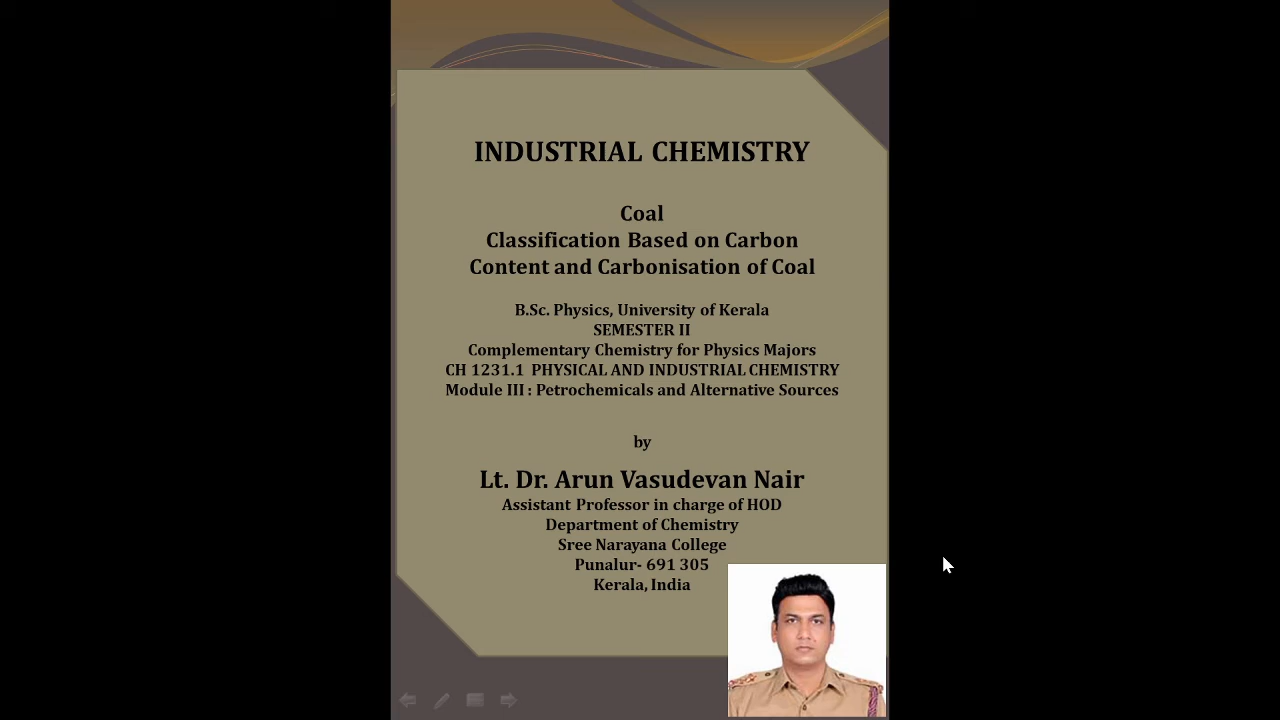 INDUSTRIAL CHEMISTRY
Coal
Classification Based on Carbon
Content and Carbonisation of Coal
B.Sc. Physics, University of Kerala
SEMESTER II
Complementary Chemistry for Physics Majors
CH 1231.1 PHYSICAL AND INDUSTRIAL CHEMISTRY
Module III : Petrochemicals and Alternative Sources
by
Lt. Dr. Arun Vasudevan Nair
Assistant Professor in charge of HOD
Department of Chemistry
Sree Narayana College
Punalur- 691 305
Kerala, India